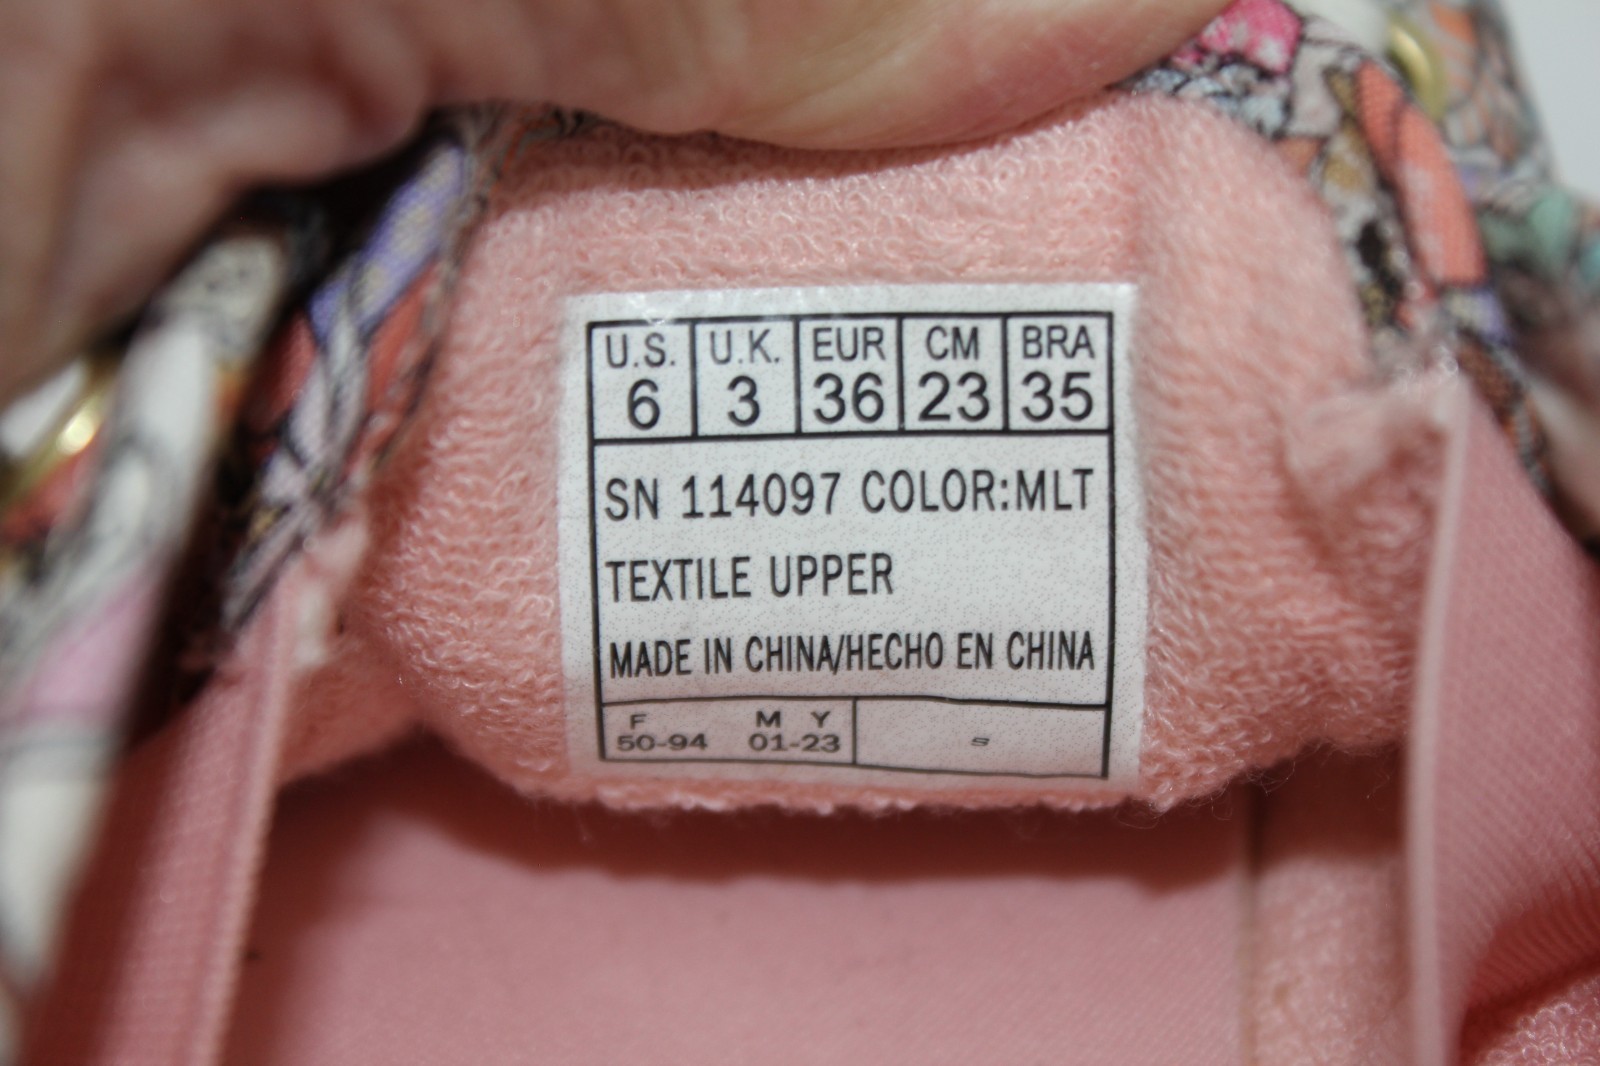 U.S. U.K. EUR CM BRA
6 3 36 23 35
SN 114097 COLOR:MLT
TEXTILE UPPER
MADE IN CHINA/HECHO EN CHINA
F M Y
50-94 01-23 S